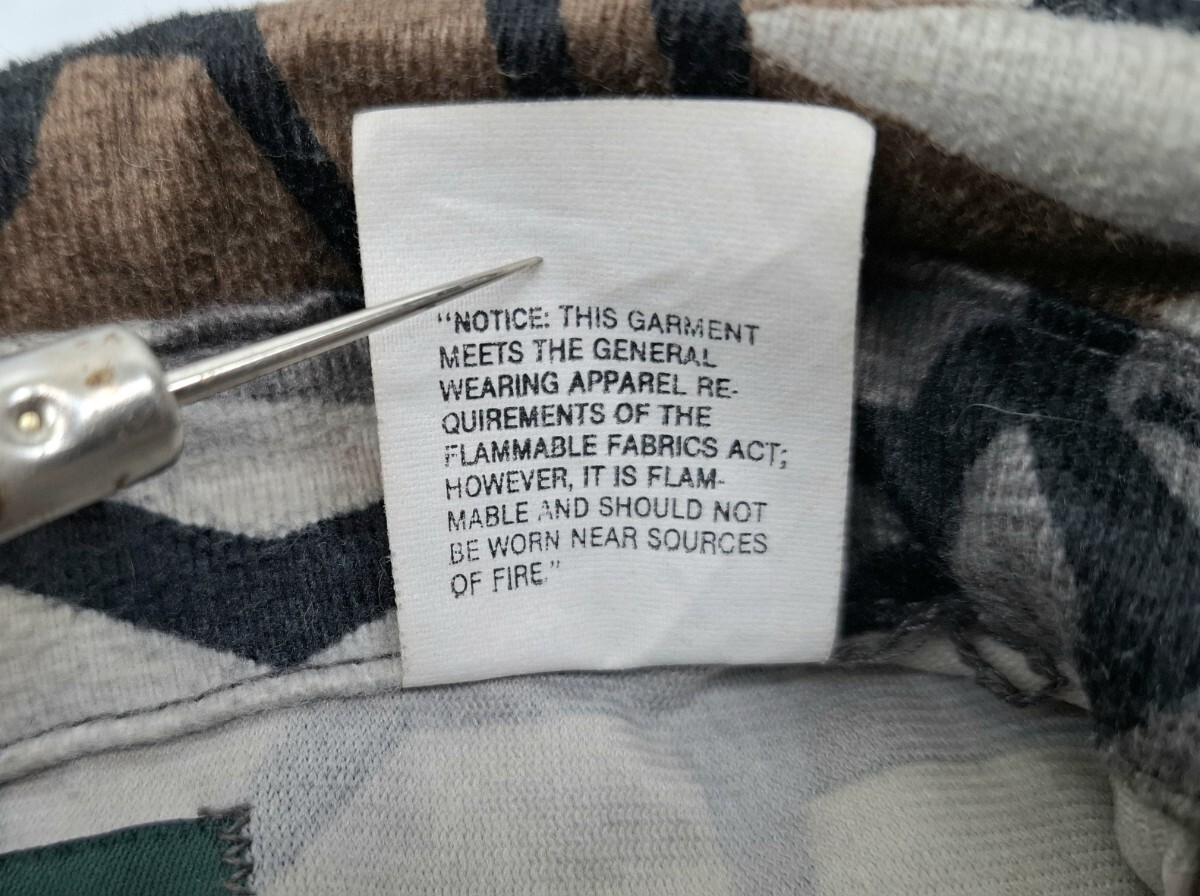 “NOTICE: THIS GARMENT
MEETS THE GENERAL
WEARING APPAREL RE-
QUIREMENTS OF THE
FLAMMABLE FABRICS ACT;
HOWEVER, IT IS FLAM-
MABLE AND SHOULD NOT
BE WORN NEAR SOURCES
OF FIRE.”